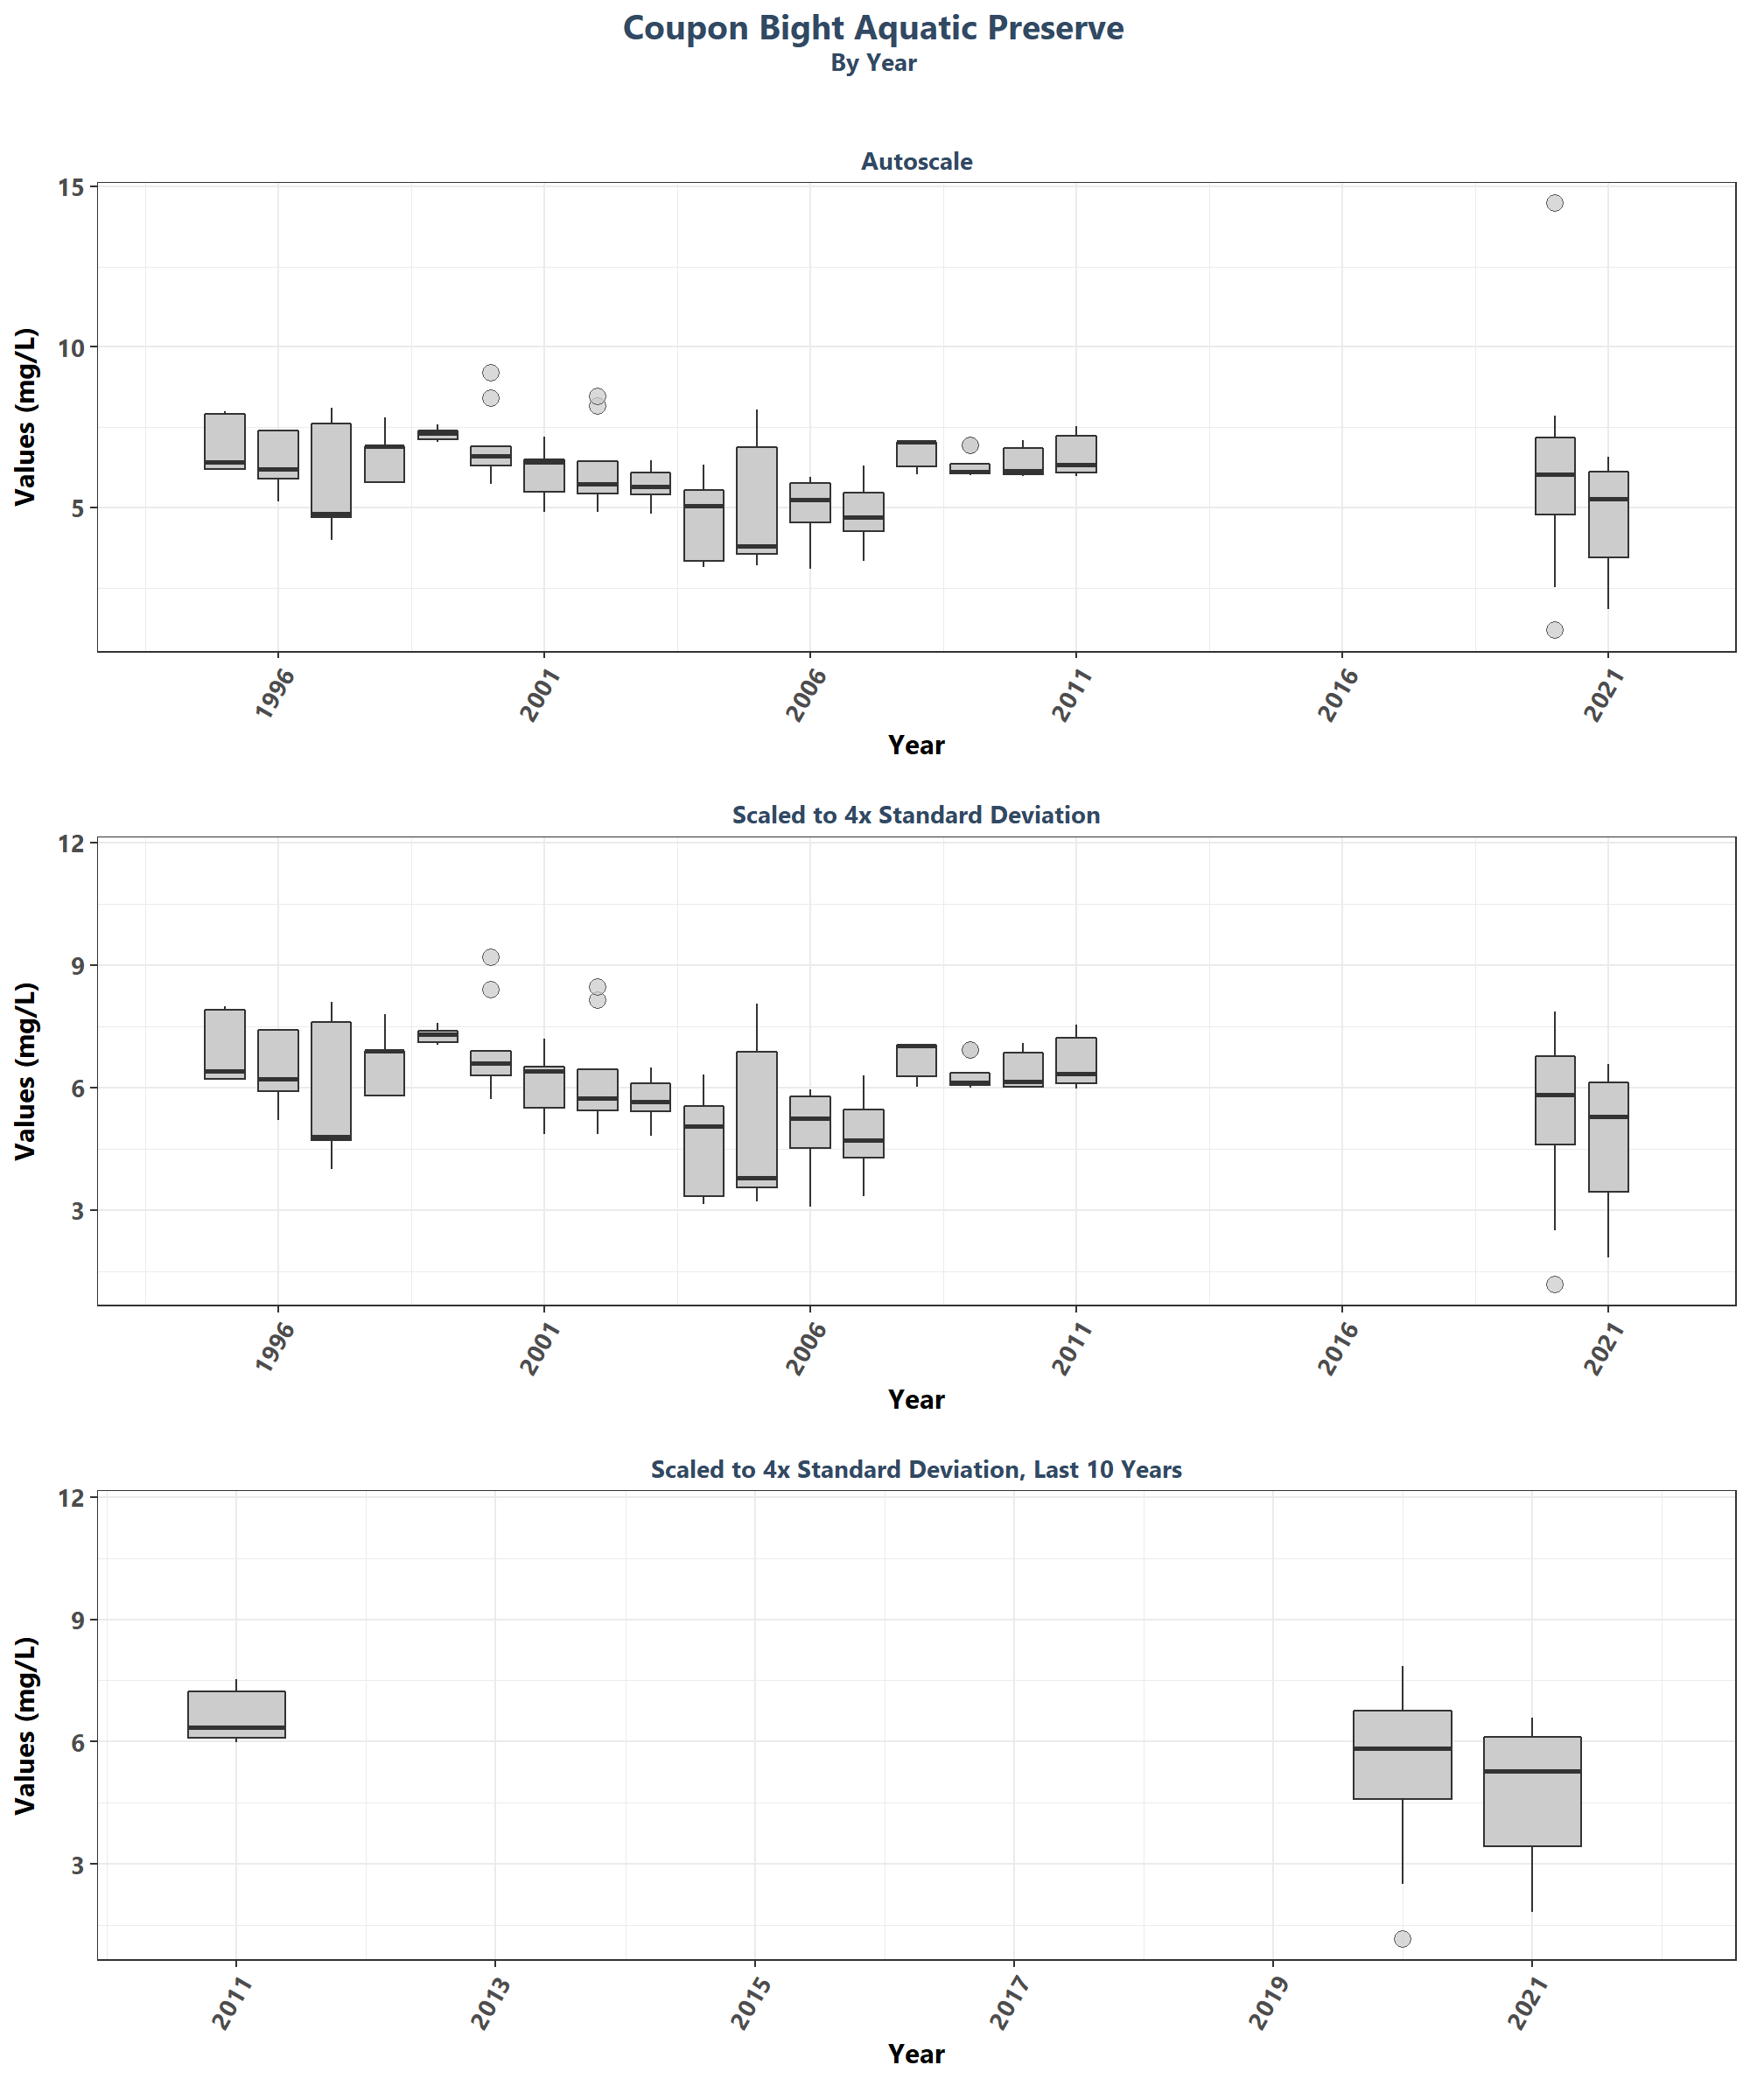 Coupon Bight Aquatic Preserve
By Year
Autoscale
15
10
5
Values (mg/L)
1996
2001
2006
2011
2016
2021
Year
Scaled to 4x Standard Deviation
12
9
6
3
Values (mg/L)
1996
2001
2006
2011
2016
2021
Year
Scaled to 4x Standard Deviation, Last 10 Years
12
9
6
3
Values (mg/L)
2011
2013
2015
2017
2019
2021
Year